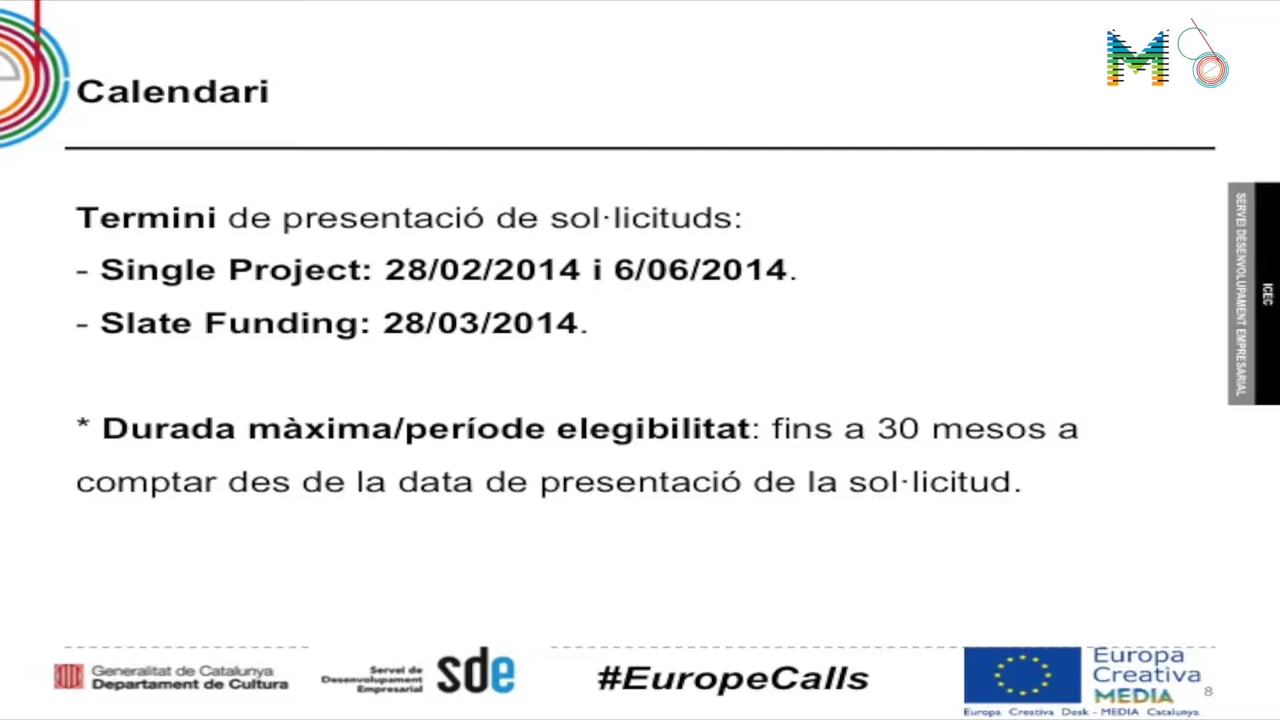 Calendari
Termini de presentació de sol·licituds:
- Single Project: 28/02/2014 i 6/06/2014.
- Slate Funding: 28/03/2014.
* Durada màxima/període elegibilitat: fins a 30 mesos a
comptar des de la data de presentació de la sol·licitud.
SERVEI DESENVOLUPAMENT EMPRESARIAL
ICEC
Generalitat de Catalunya
Departament de Cultura
Servei de
Desenvolupament
Empresarial
sde
#EuropeCalls
Europa
Creativa
MEDIA
8
Europa Creativa Desk - MEDIA Catalunya